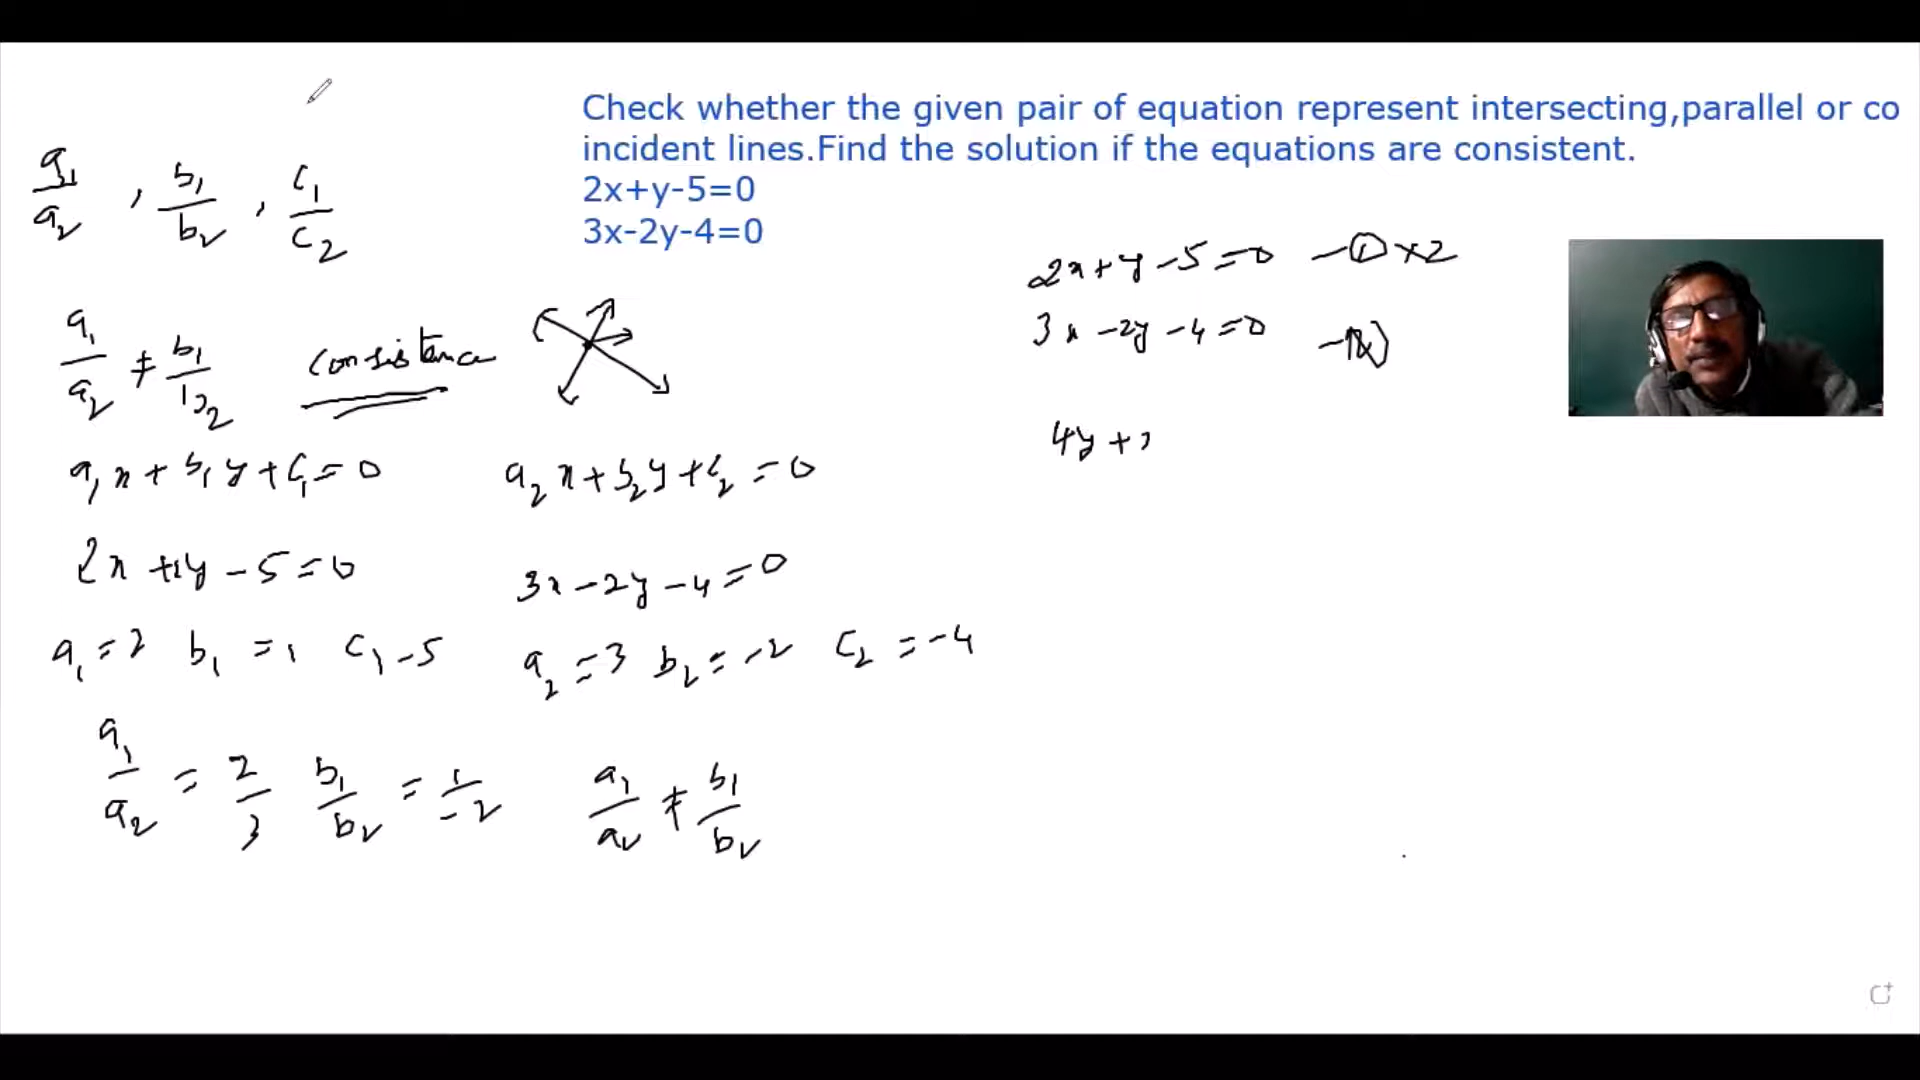 Check whether the given pair of equation represent intersecting,parallel or co
incident lines.Find the solution if the equations are consistent.
2x+y-5=0
3x-2y-4=0
a₁/a₂ , b₁/b₂ , c₁/c₂
a₁/a₂ ≠ b₁/b₂ consistence
a₁x+b₁y+c₁=0 a₂x+b₂y+c₂=0
2x+1y-5=0 3x-2y-4=0
a₁=2 b₁=1 c₁-5 a₂=3 b₂=-2 c₂=-4
a₁/a₂ = 2/3 b₁/b₂ = 1/-2 a₁/a₂ ≠ b₁/b₂
2x+y-5=0 -①×2
3x-2y-4=0
4y+